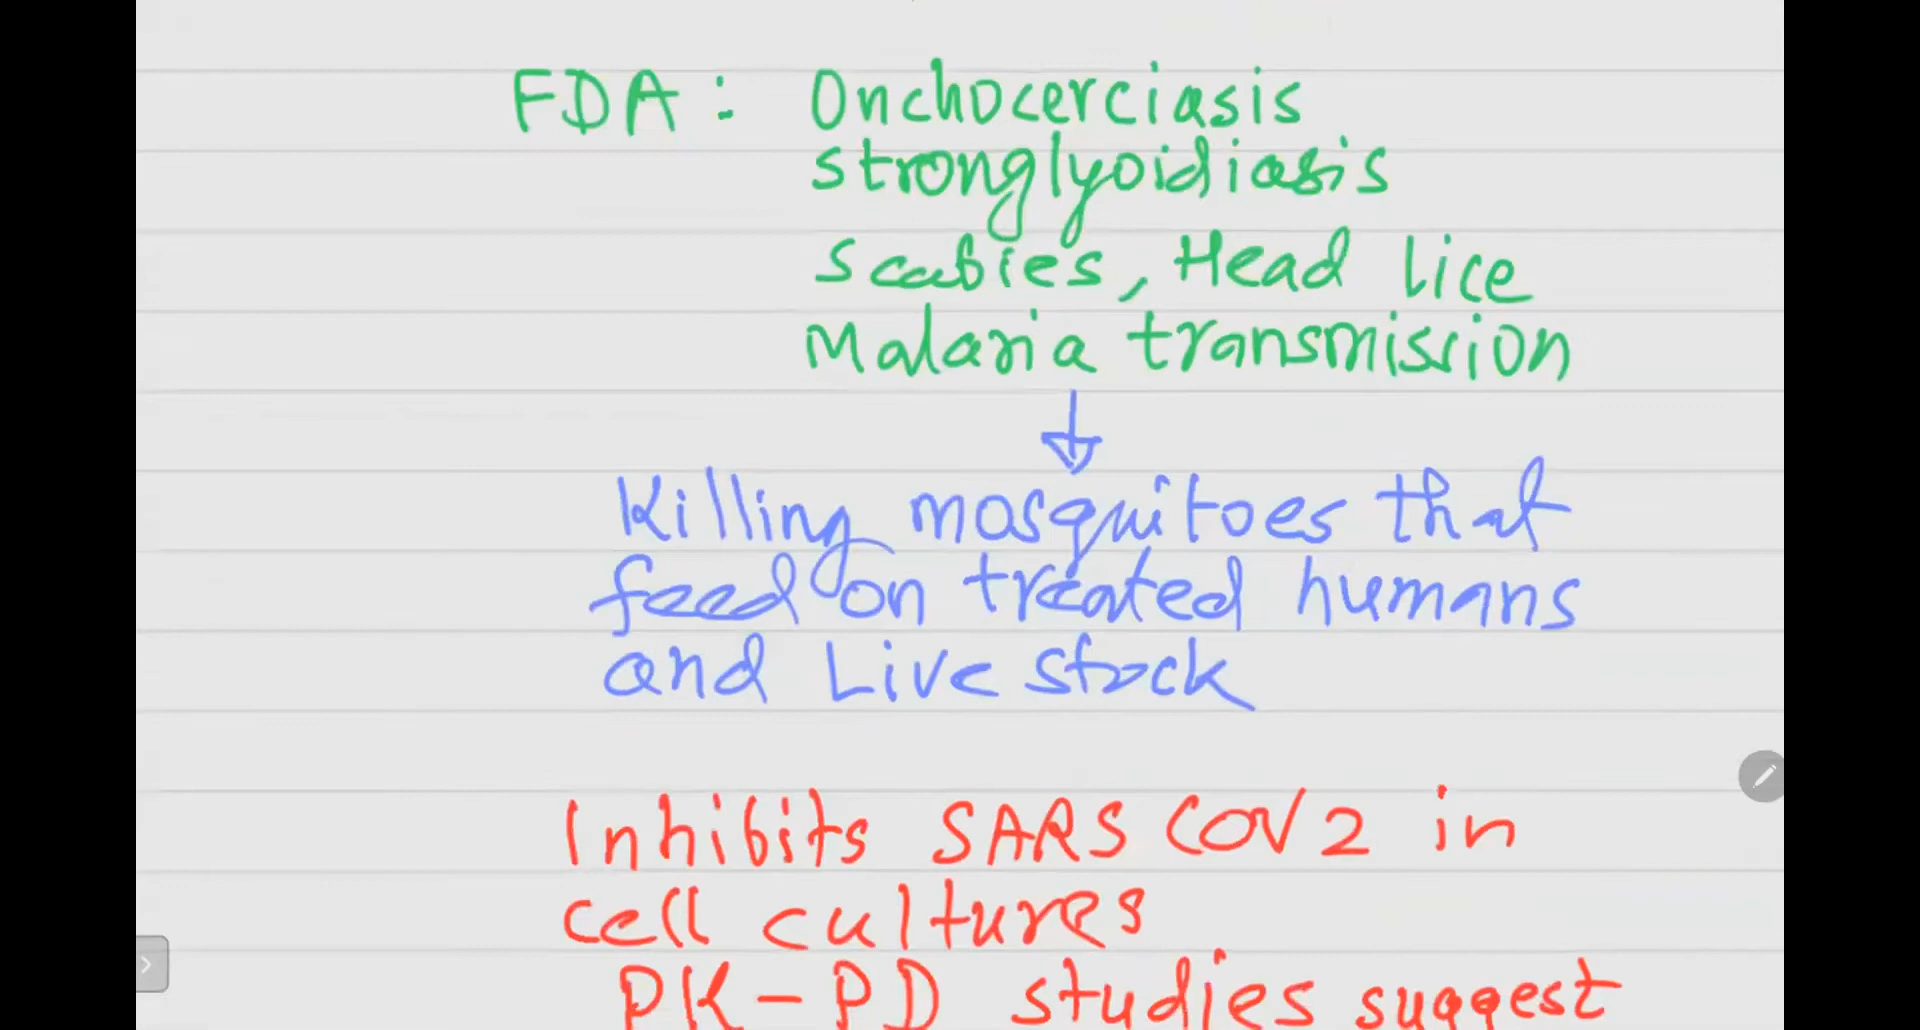 FDA: Onchocerciasis
stronglyoidiasis
scabies, Head lice
Malaria transmission
Killing mosquitoes that
feed on treated humans
and Live stock
Inhibits SARS COV 2 in
cell cultures
PK-PD studies suggest